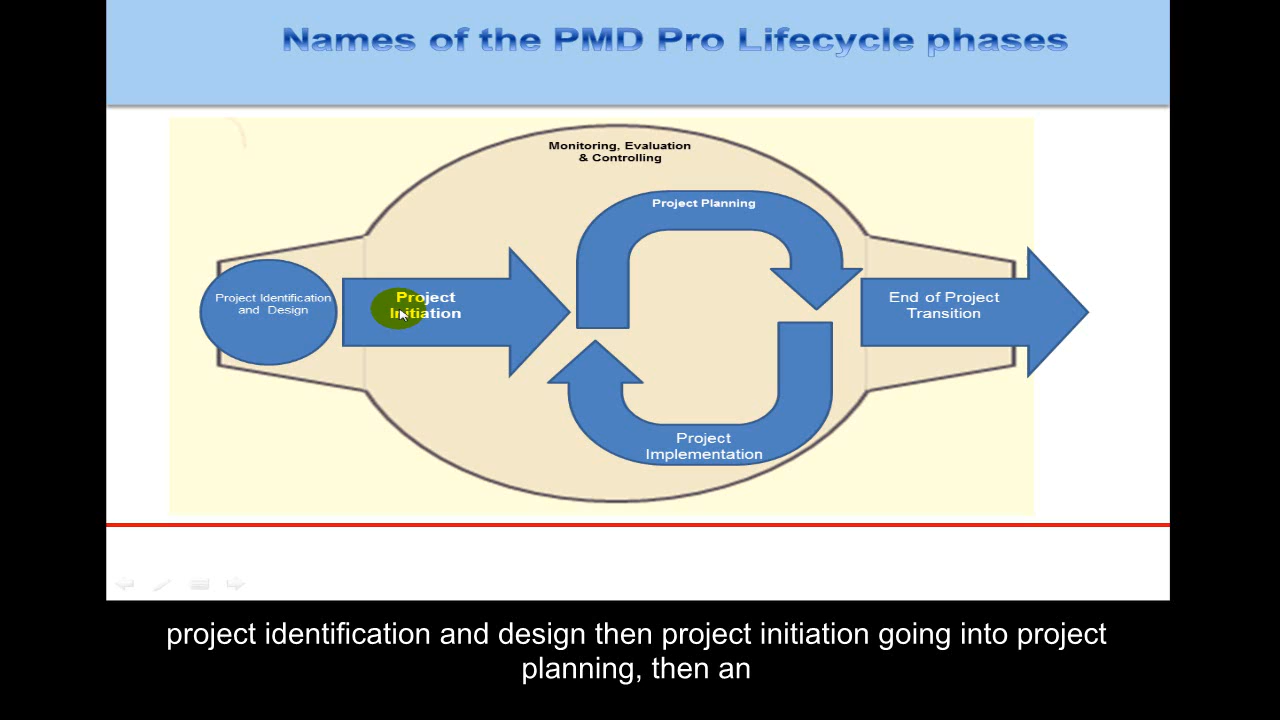 Names of the PMD Pro Lifecycle phases
Monitoring, Evaluation
& Controlling
Project Planning
Project Identification
and Design
Project
Initiation
End of Project
Transition
Project
Implementation
project identification and design then project initiation going into project
planning, then an